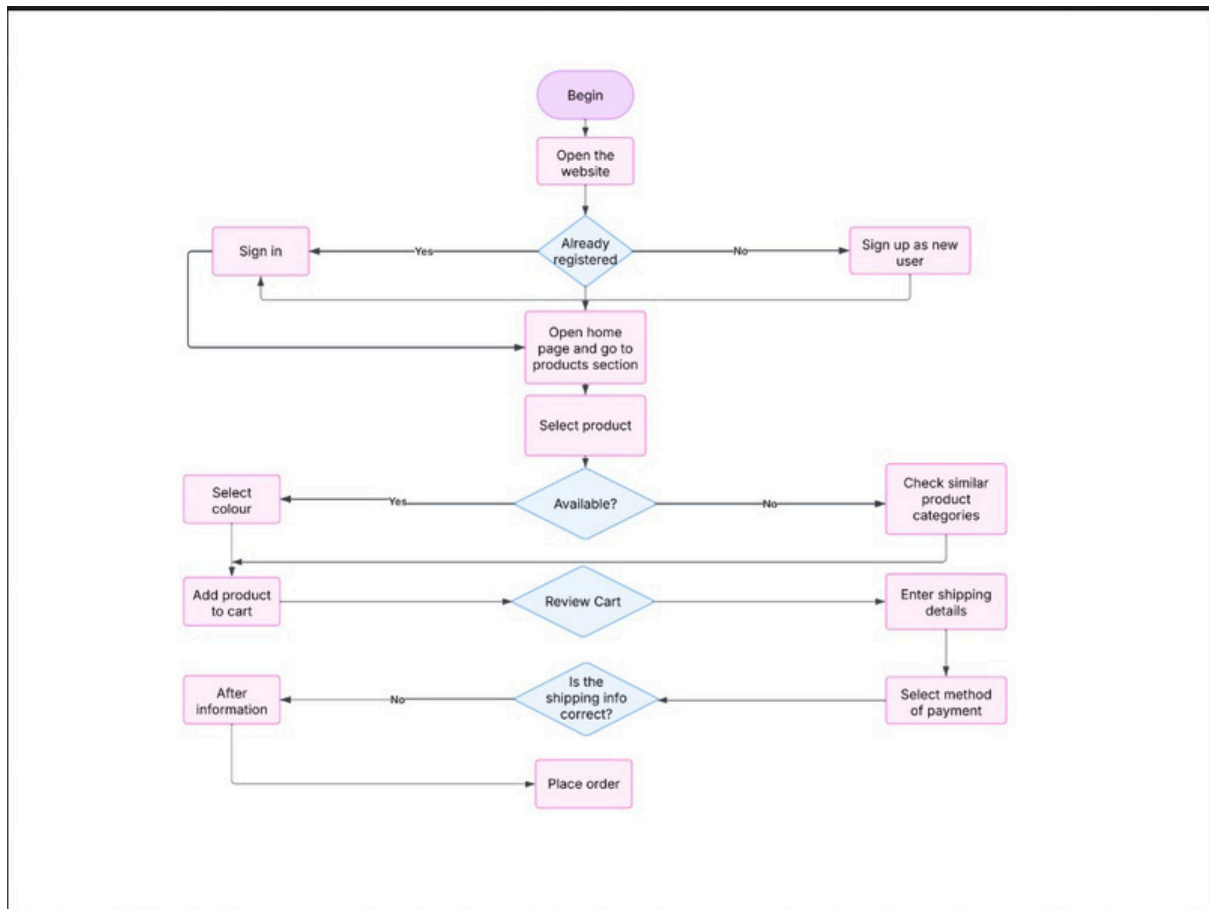 Begin
Open the
website
Already
registered
Yes
No
Sign in
Sign up as new
user
Open home
page and go to
products section
Select product
Available?
Yes
No
Select
colour
Check similar
product
categories
Add product
to cart
Review Cart
Enter shipping
details
Select method
of payment
Is the
shipping info
correct?
No
After
information
Place order